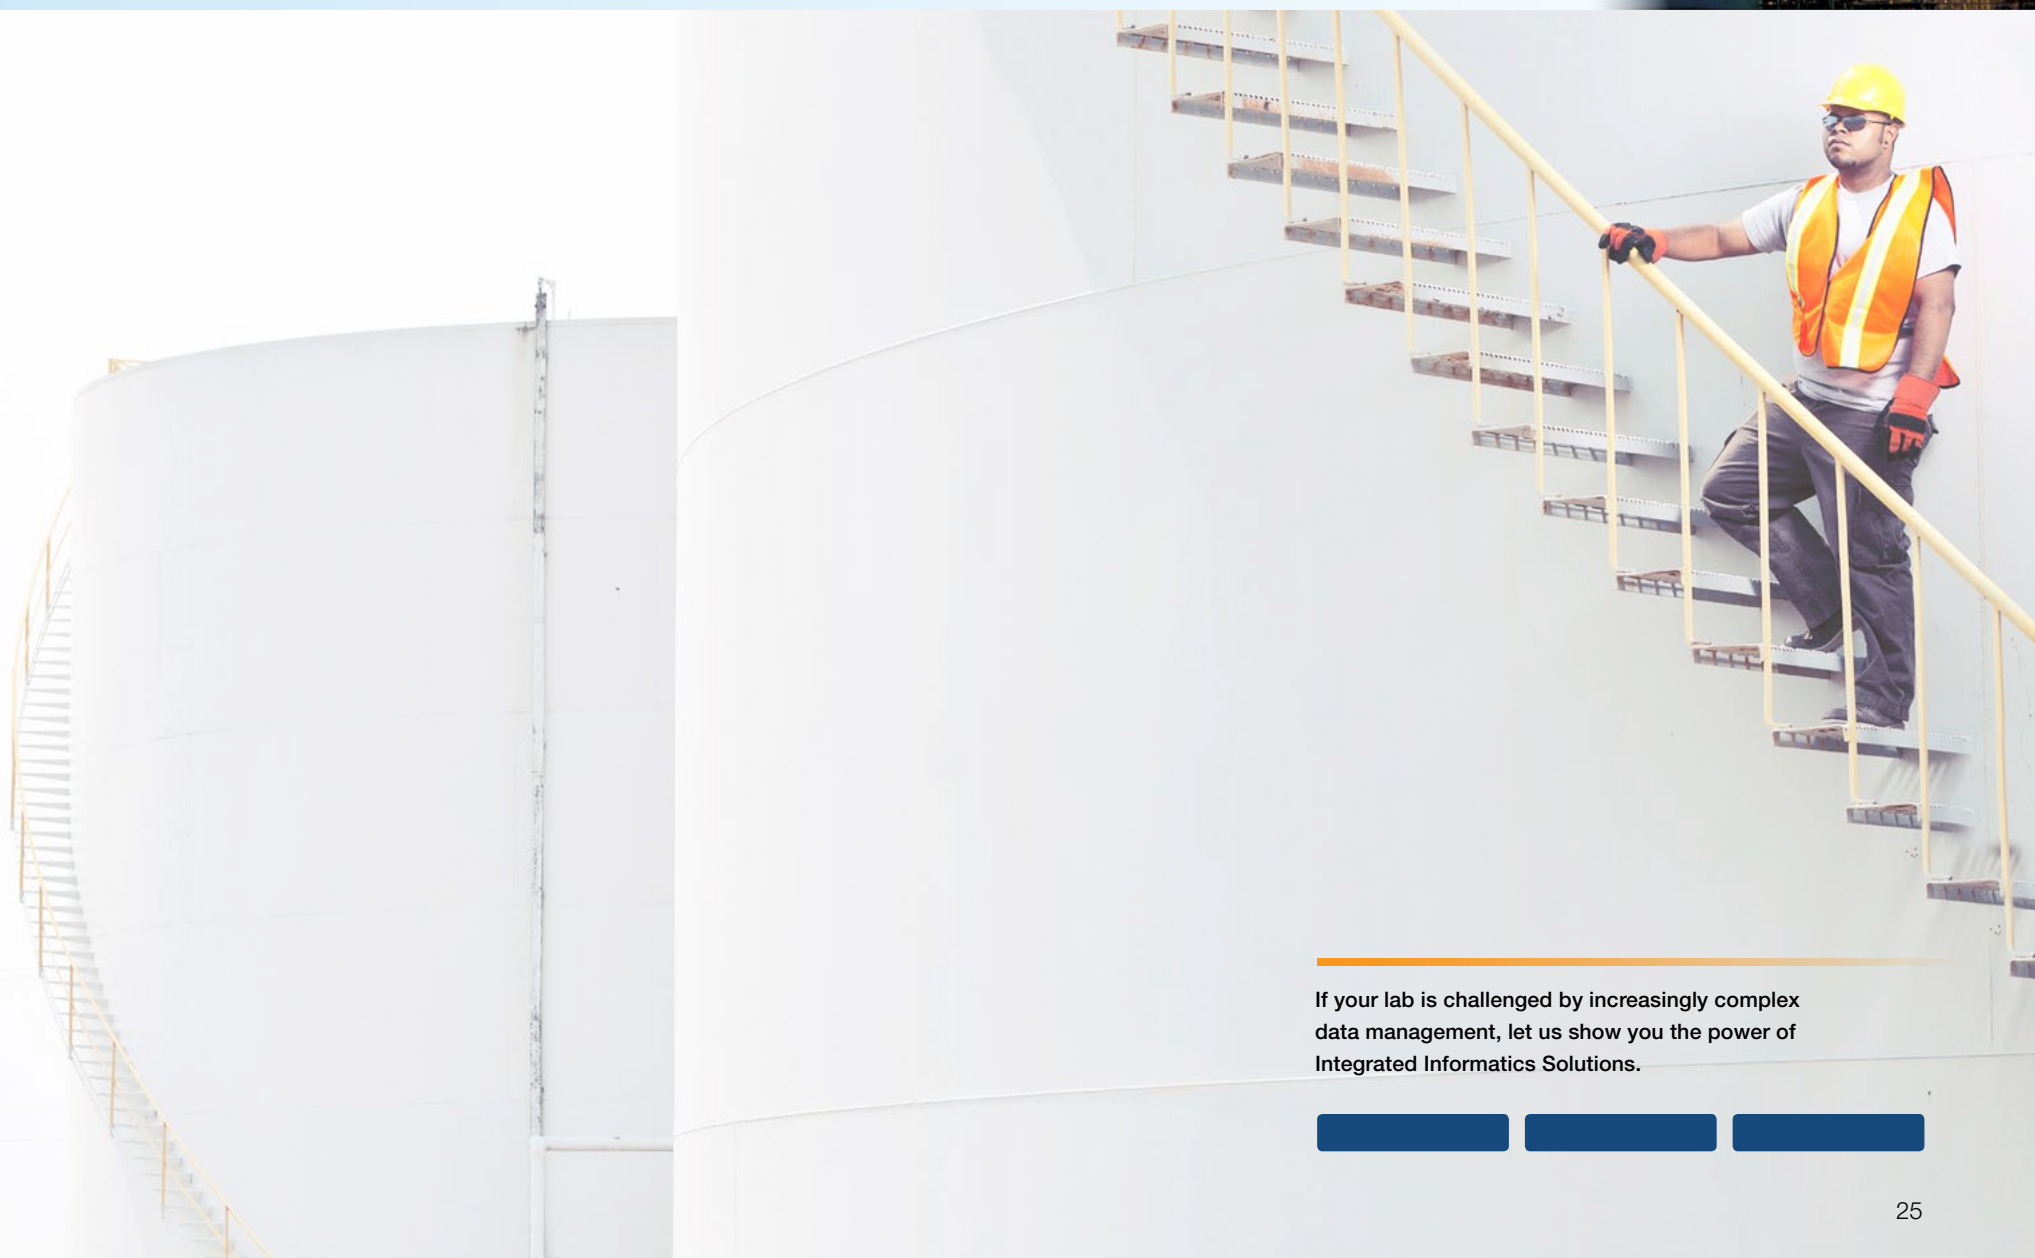 If your lab is challenged by increasingly complex
data management, let us show you the power of
Integrated Informatics Solutions.
25